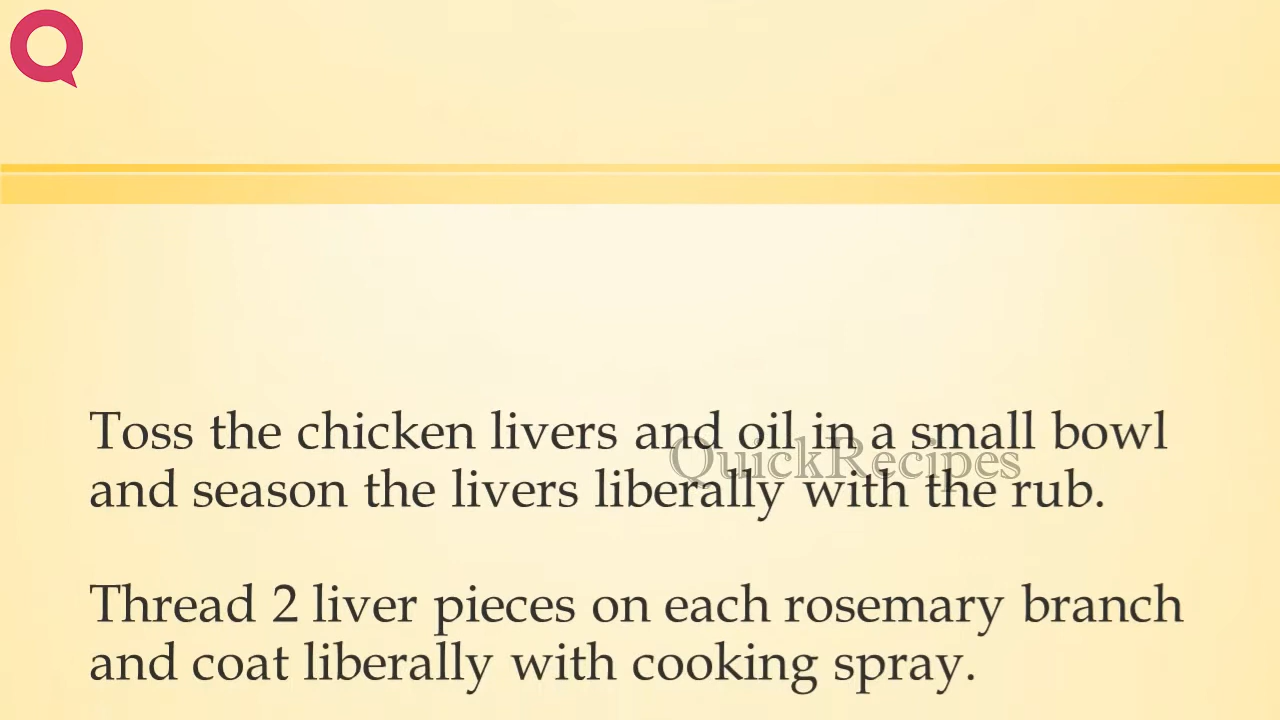 Toss the chicken livers and oil in a small bowl
QuickRecipes
and season the livers liberally with the rub.
Thread 2 liver pieces on each rosemary branch
and coat liberally with cooking spray.